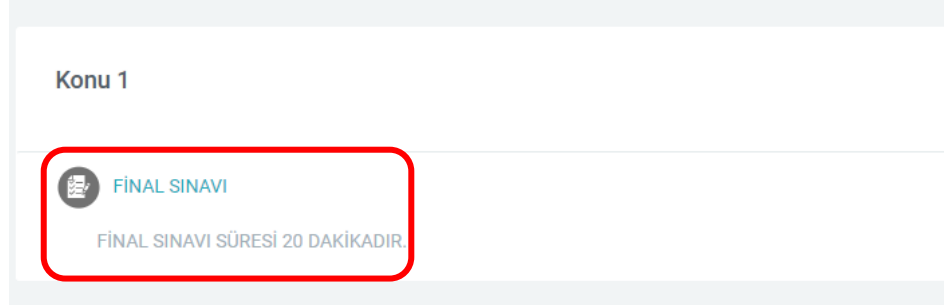 Konu 1
FİNAL SINAVI
FİNAL SINAVI SÜRESİ 20 DAKİKADIR.